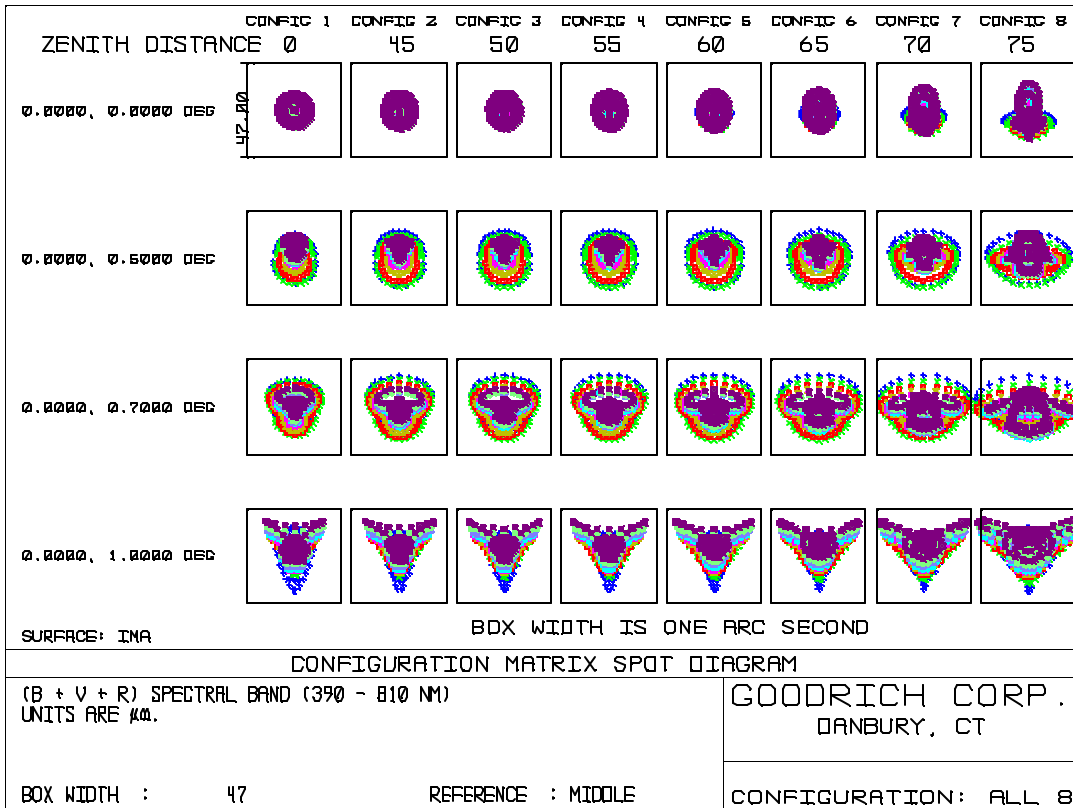 CONFIG 1 CONFIG 2 CONFIG 3 CONFIG 4 CONFIG 5 CONFIG 6 CONFIG 7 CONFIG 8
ZENITH DISTANCE 0 45 50 55 60 65 70 75
47.00
0.0000, 0.0000 DEG
0.0000, 0.5000 DEG
0.0000, 0.7000 DEG
0.0000, 1.0000 DEG
SURFACE: IMA
BOX WIDTH IS ONE ARC SECOND
CONFIGURATION MATRIX SPOT DIAGRAM
(B + V + R) SPECTRAL BAND (390 - 810 NM)
UNITS ARE µm.
BOX WIDTH : 47
REFERENCE : MIDDLE
GOODRICH CORP.
DANBURY, CT
CONFIGURATION: ALL 8